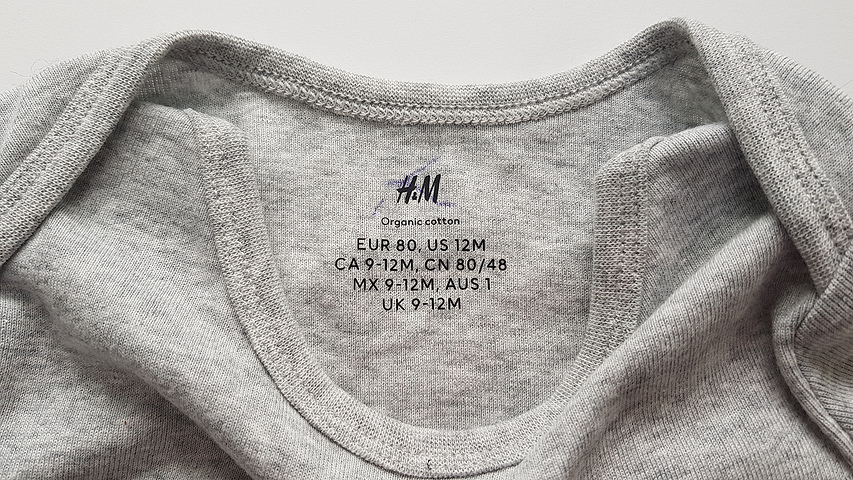 H&M
Organic cotton
EUR 80, US 12M
CA 9-12M, CN 80/48
MX 9-12M, AUS 1
UK 9-12M